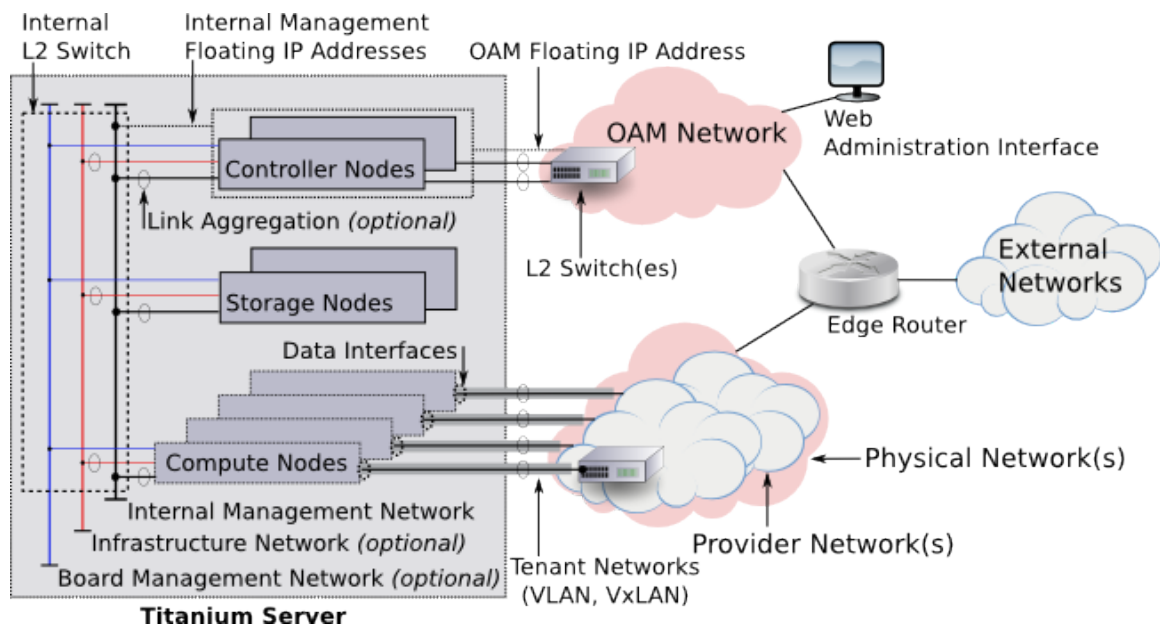 Internal
L2 Switch
Internal Management
Floating IP Addresses
OAM Floating IP Address
OAM Network
Web
Administration Interface
Controller Nodes
Link Aggregation (optional)
L2 Switch(es)
External
Networks
Storage Nodes
Edge Router
Data Interfaces
Compute Nodes
Physical Network(s)
Internal Management Network
Infrastructure Network (optional)
Provider Network(s)
Board Management Network (optional)
Tenant Networks
(VLAN, VxLAN)
Titanium Server